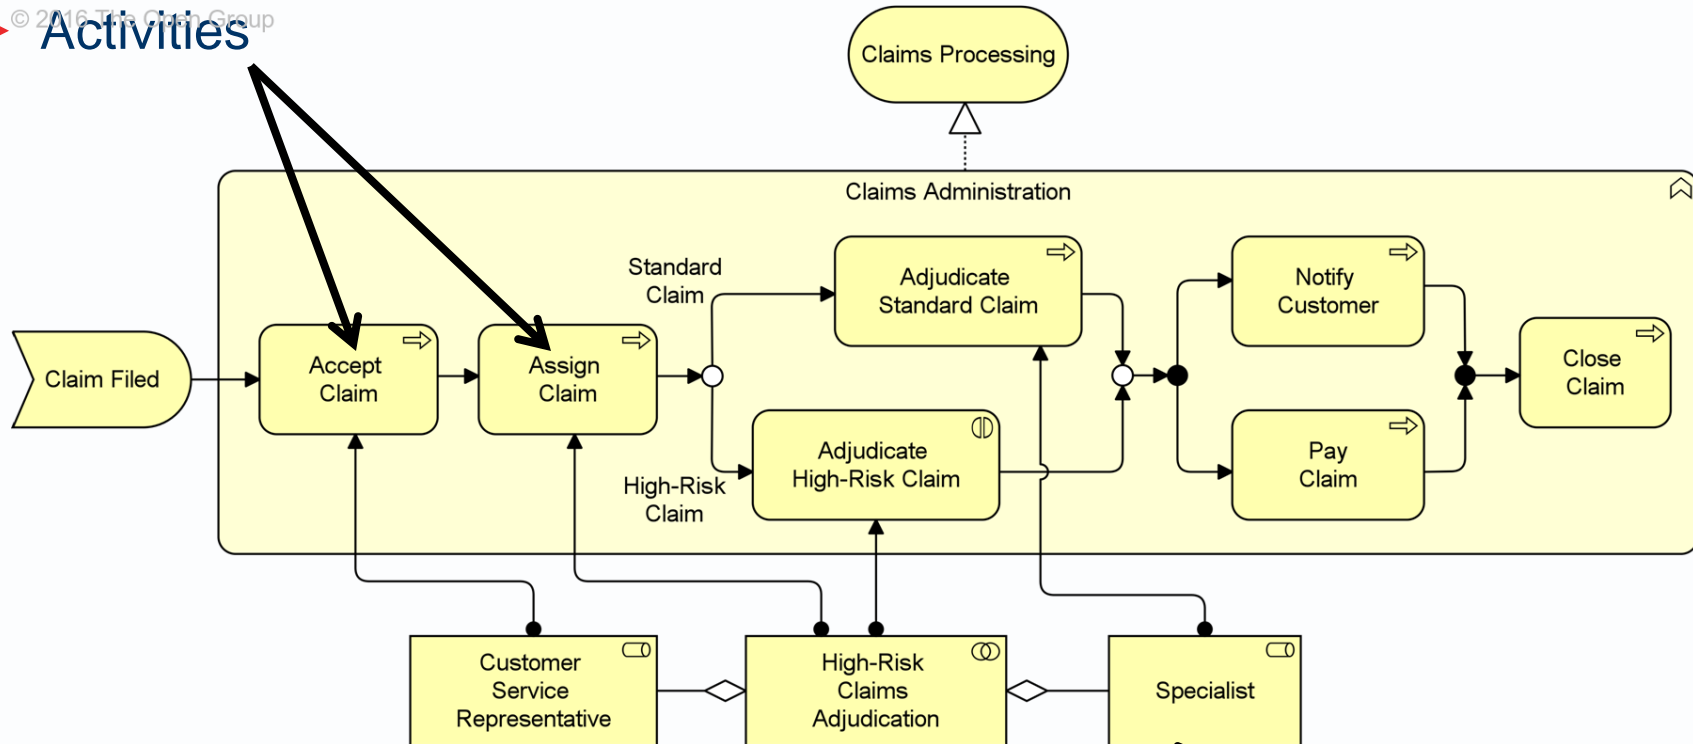 © 2016 The Open Group
Activities
Claims Processing
Claims Administration
Standard
Claim
Adjudicate
Standard Claim
Notify
Customer
Claim Filed
Accept
Claim
Assign
Claim
Close
Claim
High-Risk
Claim
Adjudicate
High-Risk Claim
Pay
Claim
Customer
Service
Representative
High-Risk
Claims
Adjudication
Specialist